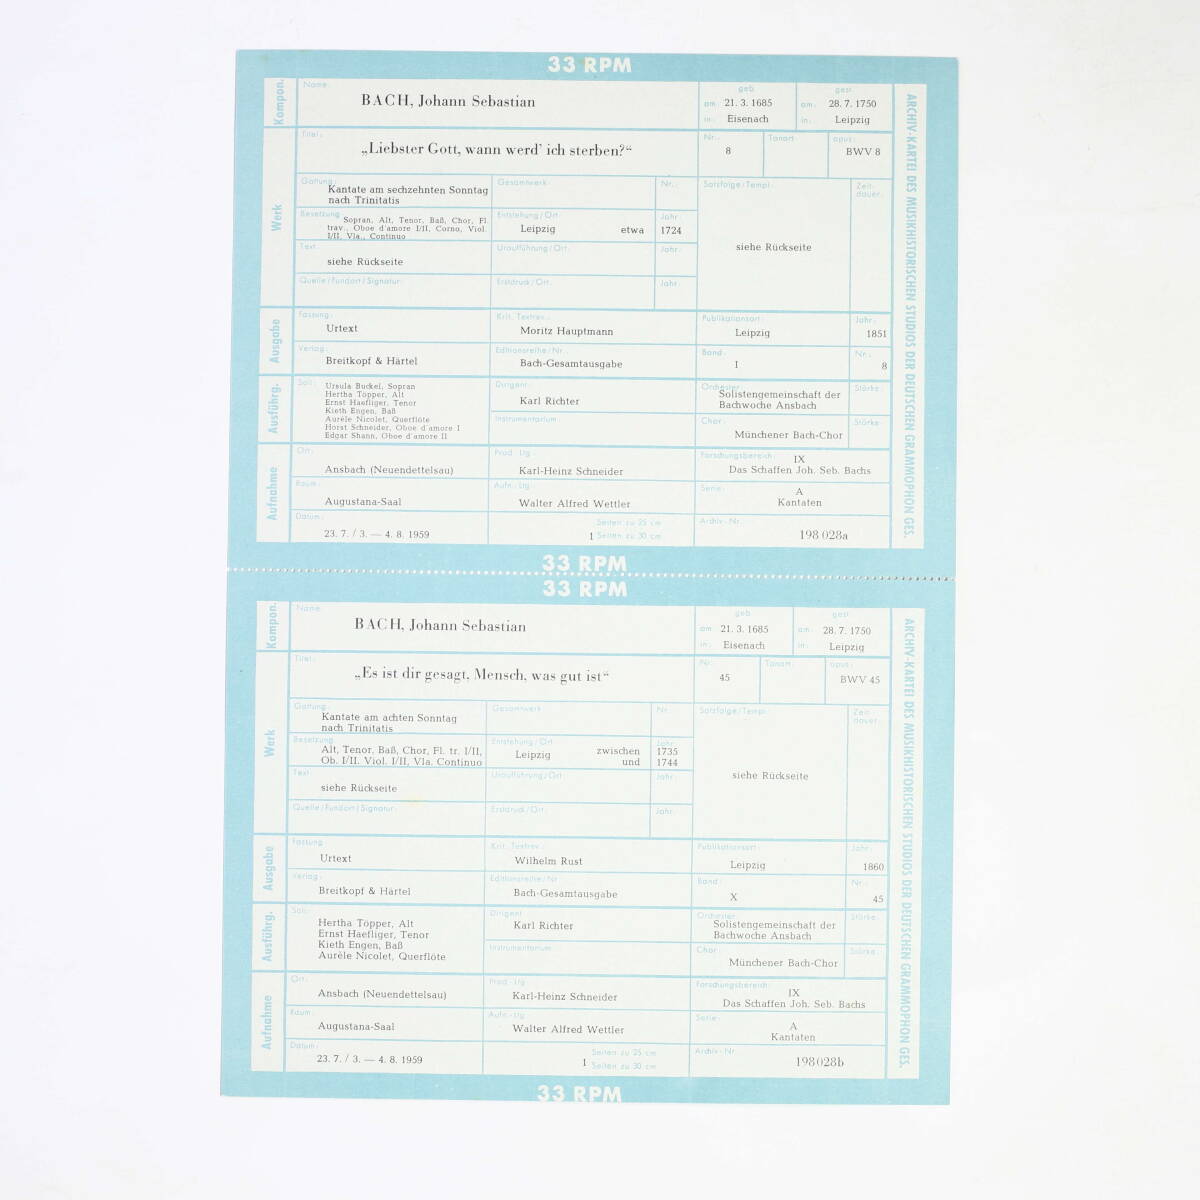 33 RPM
Kompon.
Name:
BACH, Johann Sebastian
geb.
am: 21. 3. 1685
in: Eisenach
gest.
am: 28. 7. 1750
in: Leipzig
Werk
Titel:
„Liebster Gott, wann werd' ich sterben?“
Nr.:
8
Tonart:
opus:
BWV 8
Gattung:
Kantate am sechzehnten Sonntag
nach Trinitatis
Gesamtwerk:
Nr.:
Satzfolge/Tempi:
siehe Rückseite
Zeit-
dauer:
Besetzung:
Sopran, Alt, Tenor, Baß, Chor, Fl.
trav., Oboe d'amore I/II, Corno, Viol.
I/II, Vla., Continuo
Entstehung/Ort:
Leipzig etwa
Jahr:
1724
Text:
siehe Rückseite
Uraufführung/Ort:
Jahr:
Quelle/Fundort/Signatur:
Erstdruck/Ort:
Jahr:
Ausgabe
Fassung:
Urtext
Krit. Textrev.:
Moritz Hauptmann
Publikationsort:
Leipzig
Jahr:
1851
Verlag:
Breitkopf & Härtel
Editionsreihe/Nr.:
Bach-Gesamtausgabe
Band:
I
Nr.:
8
Ausführg.
Soli:
Ursula Buckel, Sopran
Hertha Töpper, Alt
Ernst Haefliger, Tenor
Kieth Engen, Baß
Aurèle Nicolet, Querflöte
Horst Schneider, Oboe d'amore I
Edgar Shann, Oboe d'amore II
Dirigent:
Karl Richter
Instrumentarium:
Orchester:
Solistengemeinschaft der
Bachwoche Ansbach
Stärke:
Chor:
Münchener Bach-Chor
Stärke:
Aufnahme
Ort:
Ansbach (Neuendettelsau)
Prod. Ltg.:
Karl-Heinz Schneider
Forschungsbereich:
IX
Das Schaffen Joh. Seb. Bachs
Raum:
Augustana-Saal
Aufn.-Ltg.:
Walter Alfred Wettler
Serie:
A
Kantaten
Datum:
23. 7. / 3. — 4. 8. 1959
Seiten zu 25 cm
1 Seiten zu 30 cm
Archiv-Nr.
198 028a
ARCHIV-KARTEI DES MUSIKHISTORISCHEN STUDIOS DER DEUTSCHEN GRAMMOPHON GES.
33 RPM
33 RPM
Kompon.
Name:
BACH, Johann Sebastian
geb.
am: 21. 3. 1685
in: Eisenach
gest.
am: 28. 7. 1750
in: Leipzig
Werk
Titel:
„Es ist dir gesagt, Mensch, was gut ist“
Nr.:
45
Tonart:
opus:
BWV 45
Gattung:
Kantate am achten Sonntag
nach Trinitatis
Gesamtwerk:
Nr.:
Satzfolge/Tempi:
siehe Rückseite
Zeit-
dauer:
Besetzung:
Alt, Tenor, Baß, Chor, Fl. tr. I/II,
Ob. I/II. Viol. I/II, Vla. Continuo
Entstehung/Ort:
Leipzig zwischen
und
Jahr:
1735
1744
Text:
siehe Rückseite
Uraufführung/Ort:
Jahr:
Quelle/Fundort/Signatur:
Erstdruck/Ort:
Jahr:
Ausgabe
Fassung:
Urtext
Krit. Textrev.:
Wilhelm Rust
Publikationsort:
Leipzig
Jahr:
1860
Verlag:
Breitkopf & Härtel
Editionsreihe/Nr.
Bach-Gesamtausgabe
Band:
X
Nr.:
45
Ausführg.
Soli:
Hertha Töpper, Alt
Ernst Haefliger, Tenor
Kieth Engen, Baß
Aurèle Nicolet, Querflöte
Dirigent:
Karl Richter
Instrumentarium:
Orchester:
Solistengemeinschaft der
Bachwoche Ansbach
Stärke:
Chor:
Münchener Bach-Chor
Stärke:
Aufnahme
Ort:
Ansbach (Neuendettelsau)
Prod. Ltg.
Karl-Heinz Schneider
Forschungsbereich:
IX
Das Schaffen Joh. Seb. Bachs
Raum:
Augustana-Saal
Aufn.-Ltg.
Walter Alfred Wettler
Serie:
A
Kantaten
Datum:
23. 7. / 3. — 4. 8. 1959
Seiten zu 25 cm
1 Seiten zu 30 cm
Archiv-Nr.
198 028b
ARCHIV-KARTEI DES MUSIKHISTORISCHEN STUDIOS DER DEUTSCHEN GRAMMOPHON GES.
33 RPM